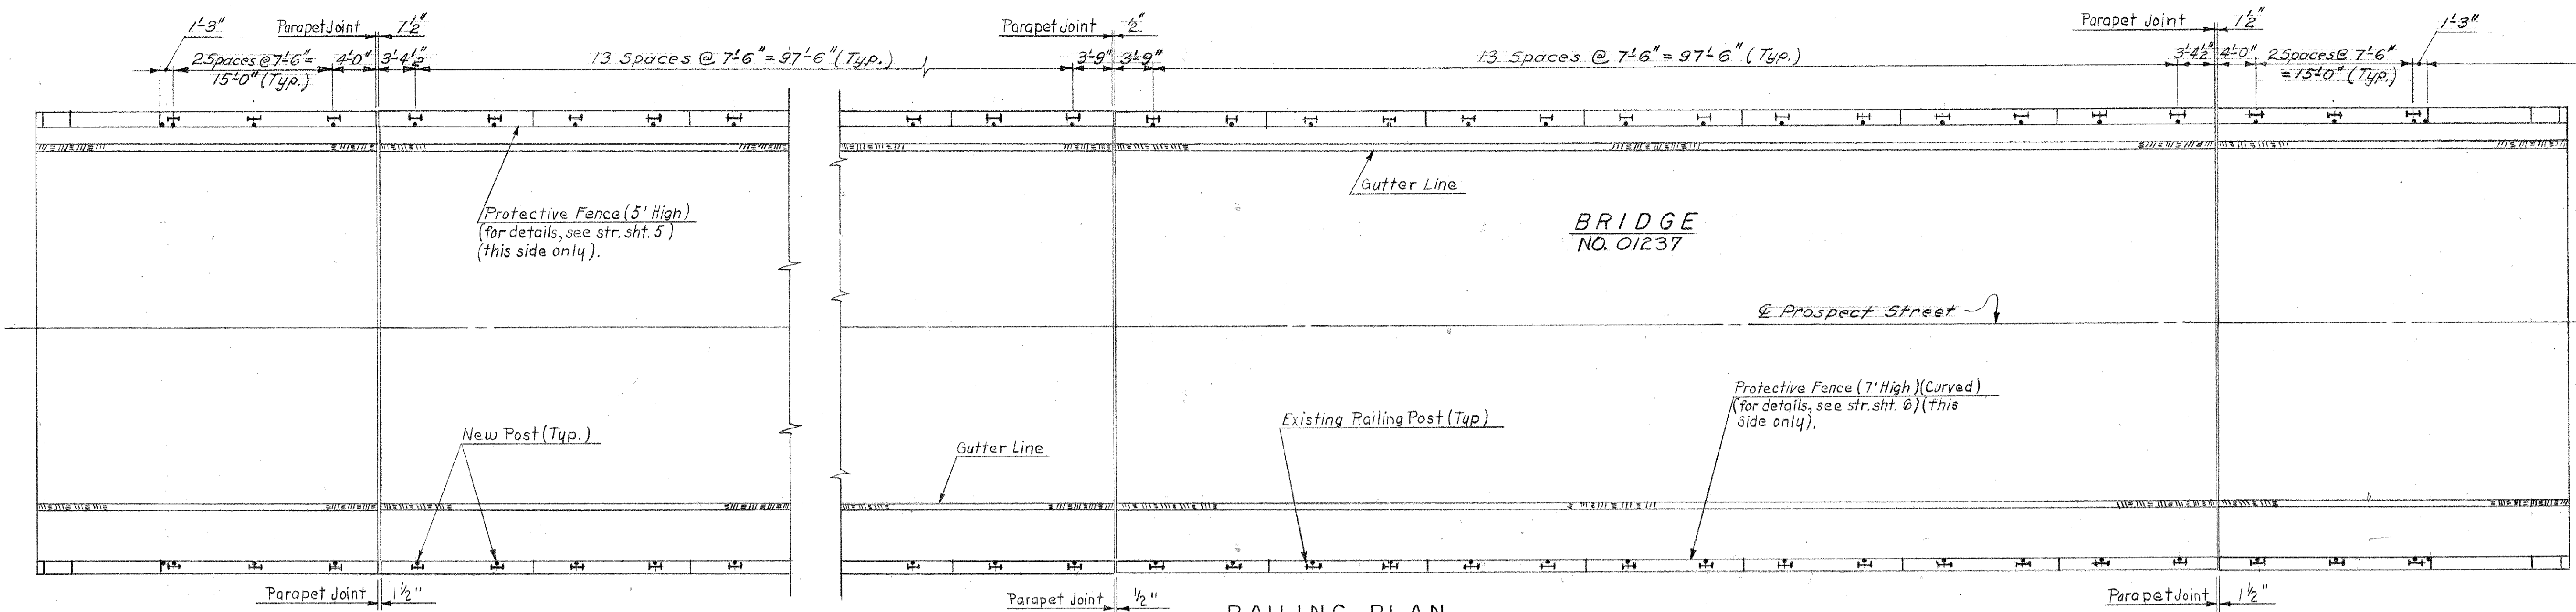 1'-3" Parapet Joint 1½" Parapet Joint ½" Parapet Joint 1½" 1'-3"
2 Spaces @ 7'-6" = 4'-0" 3'-4½" 13 Spaces @ 7'-6" = 97'-6" (Typ.) 3'-9" 3'-9" 13 Spaces @ 7'-6" = 97'-6" (Typ.) 3'-4½" 4'-0" 2 Spaces @ 7'-6"
15'-0" (Typ.) = 15'-0" (Typ.)
Gutter Line
Protective Fence (5' High)
(for details, see str. sht. 5)
(this side only).
BRIDGE
NO. 01237
℄ Prospect Street
Protective Fence (7' High)(Curved)
(for details, see str. sht. 6)(this
Side only).
Existing Railing Post (Typ)
New Post (Typ.)
Gutter Line
Parapet Joint 1½" Parapet Joint ½" Parapet Joint 1½"
RAILING PLAN